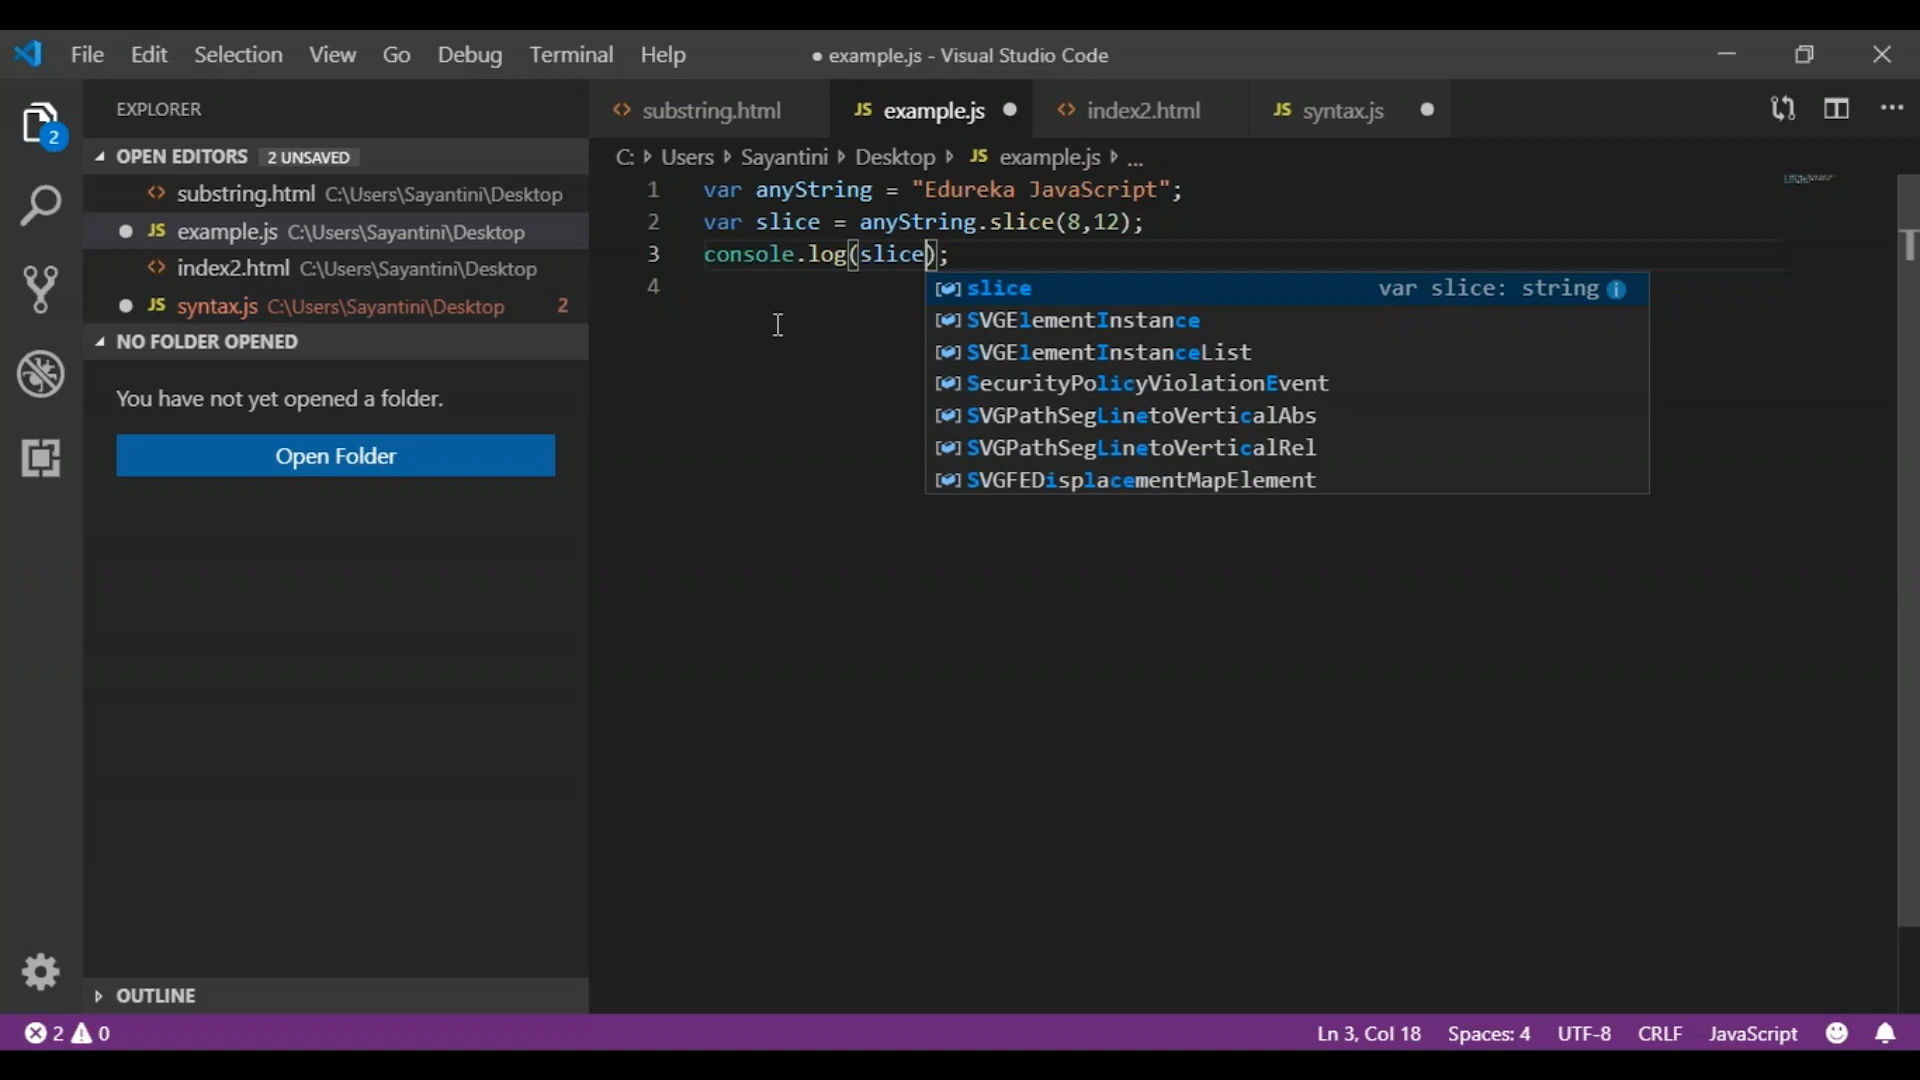 File Edit Selection View Go Debug Terminal Help
● example.js - Visual Studio Code
2
EXPLORER
OPEN EDITORS 2 UNSAVED
<> substring.html C:\Users\Sayantini\Desktop
● JS example.js C:\Users\Sayantini\Desktop
<> index2.html C:\Users\Sayantini\Desktop
● JS syntax.js C:\Users\Sayantini\Desktop 2
NO FOLDER OPENED
You have not yet opened a folder.
Open Folder
OUTLINE
<> substring.html JS example.js ● <> index2.html JS syntax.js ●
C: Users Sayantini Desktop JS example.js ...
1 var anyString = "Edureka JavaScript";
2 var slice = anyString.slice(8,12);
3 console.log(slice);
4
slice var slice: string
SVGElementInstance
SVGElementInstanceList
SecurityPolicyViolationEvent
SVGPathSegLinetoVerticalAbs
SVGPathSegLinetoVerticalRel
SVGFEDisplacementMapElement
T
2 0 Ln 3, Col 18 Spaces: 4 UTF-8 CRLF JavaScript